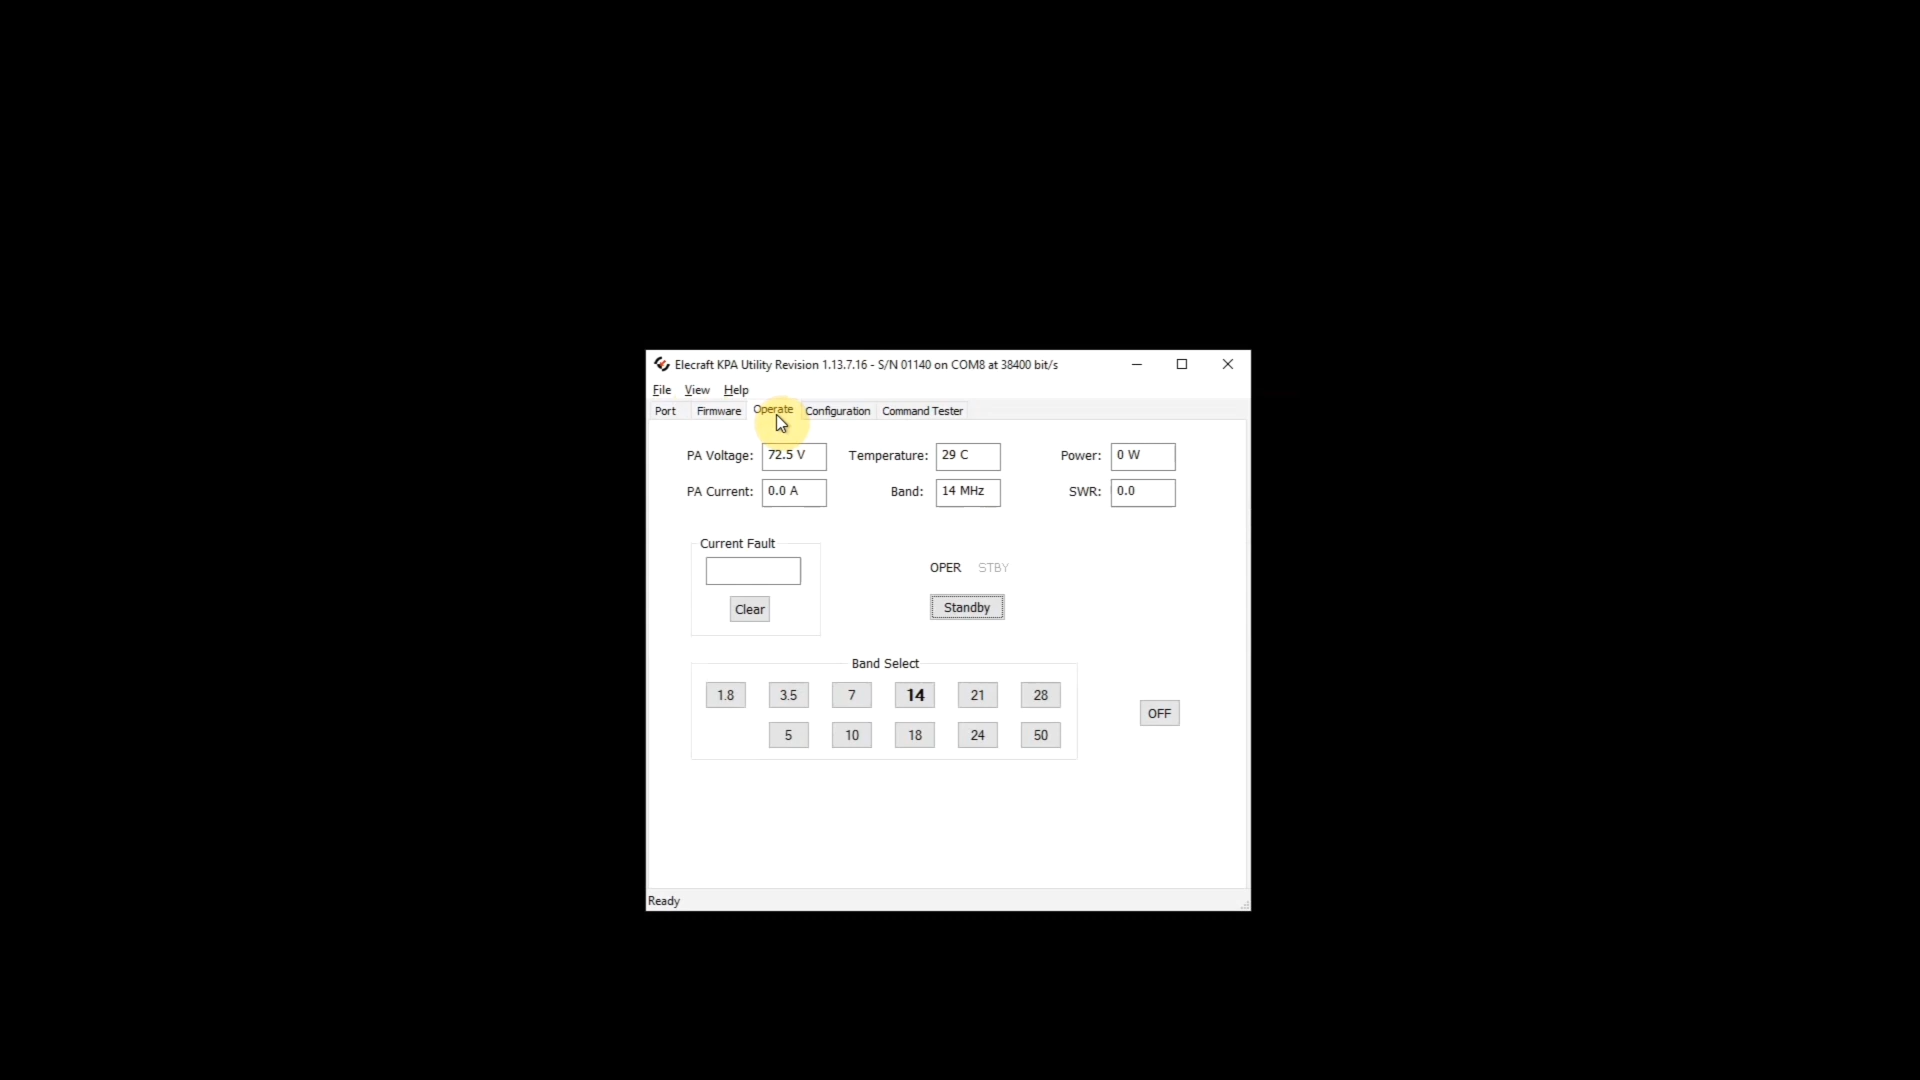 Elecraft KPA Utility Revision 1.13.7.16 - S/N 01140 on COM8 at 38400 bit/s
File View Help
Port Firmware Operate Configuration Command Tester
PA Voltage: 72.5 V Temperature: 29 C Power: 0 W
PA Current: 0.0 A Band: 14 MHz SWR: 0.0
Current Fault
OPER STBY
Clear Standby
Band Select
1.8 3.5 7 14 21 28
OFF
5 10 18 24 50
Ready